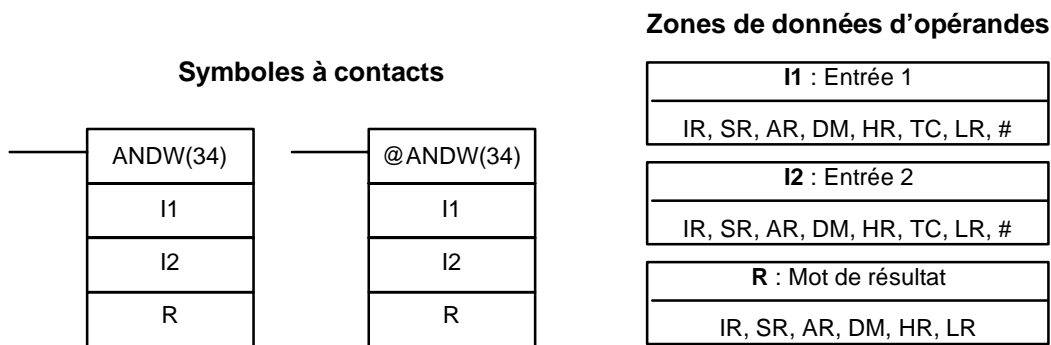 Zones de données d’opérandes
Symboles à contacts
ANDW(34)
I1
I2
R
@ANDW(34)
I1
I2
R
I1 : Entrée 1
IR, SR, AR, DM, HR, TC, LR, #
I2 : Entrée 2
IR, SR, AR, DM, HR, TC, LR, #
R : Mot de résultat
IR, SR, AR, DM, HR, LR